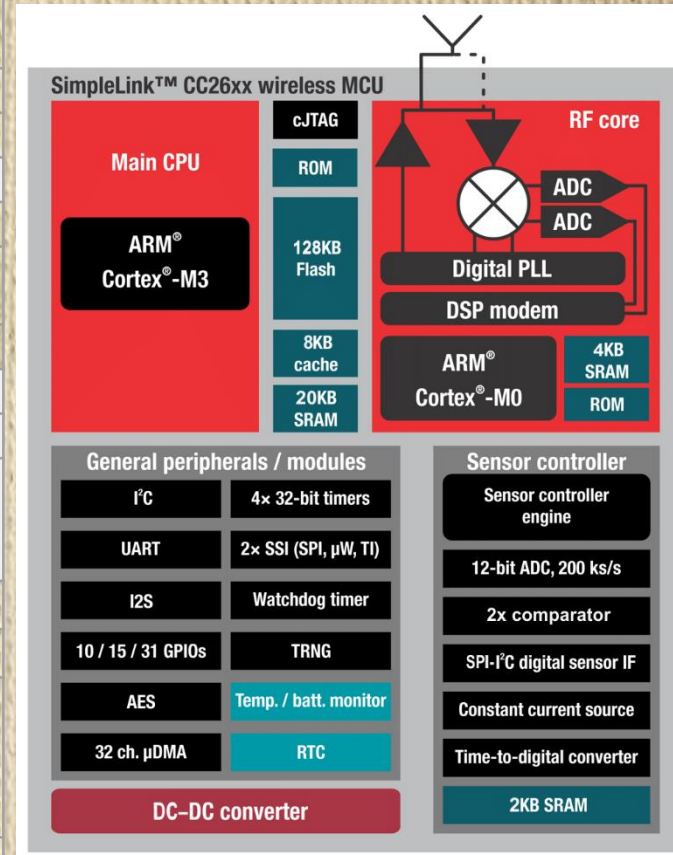 SimpleLink™ CC26xx wireless MCU
Main CPU
ARM®
Cortex®-M3
cJTAG
ROM
128KB
Flash
8KB
cache
20KB
SRAM
RF core
ADC
ADC
Digital PLL
DSP modem
ARM®
Cortex®-M0
4KB
SRAM
ROM
General peripherals / modules
I²C
4× 32-bit timers
UART
2× SSI (SPI, µW, TI)
I2S
Watchdog timer
10 / 15 / 31 GPIOs
TRNG
AES
Temp. / batt. monitor
32 ch. µDMA
RTC
Sensor controller
Sensor controller
engine
12-bit ADC, 200 ks/s
2x comparator
SPI-I²C digital sensor IF
Constant current source
Time-to-digital converter
2KB SRAM
DC–DC converter